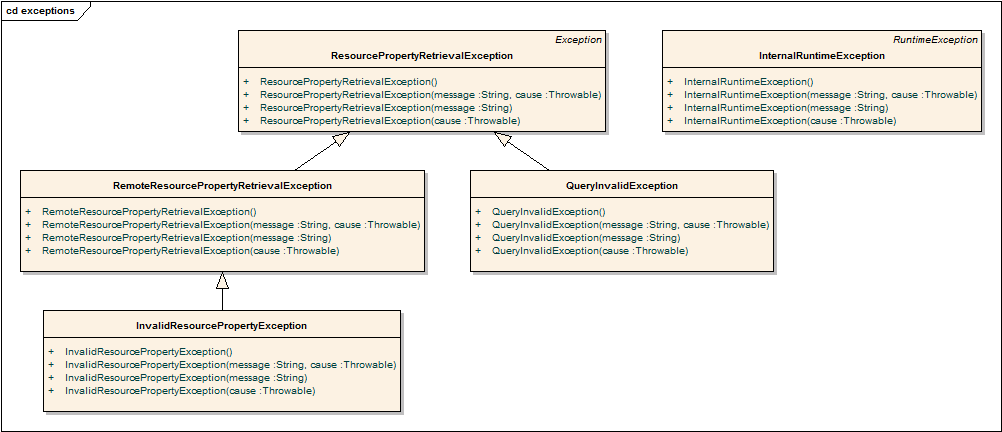 cd exceptions
Exception
ResourcePropertyRetrievalException
+ ResourcePropertyRetrievalException()
+ ResourcePropertyRetrievalException(message :String, cause :Throwable)
+ ResourcePropertyRetrievalException(message :String)
+ ResourcePropertyRetrievalException(cause :Throwable)
RuntimeException
InternalRuntimeException
+ InternalRuntimeException()
+ InternalRuntimeException(message :String, cause :Throwable)
+ InternalRuntimeException(message :String)
+ InternalRuntimeException(cause :Throwable)
RemoteResourcePropertyRetrievalException
+ RemoteResourcePropertyRetrievalException()
+ RemoteResourcePropertyRetrievalException(message :String, cause :Throwable)
+ RemoteResourcePropertyRetrievalException(message :String)
+ RemoteResourcePropertyRetrievalException(cause :Throwable)
QueryInvalidException
+ QueryInvalidException()
+ QueryInvalidException(message :String, cause :Throwable)
+ QueryInvalidException(message :String)
+ QueryInvalidException(cause :Throwable)
InvalidResourcePropertyException
+ InvalidResourcePropertyException()
+ InvalidResourcePropertyException(message :String, cause :Throwable)
+ InvalidResourcePropertyException(message :String)
+ InvalidResourcePropertyException(cause :Throwable)